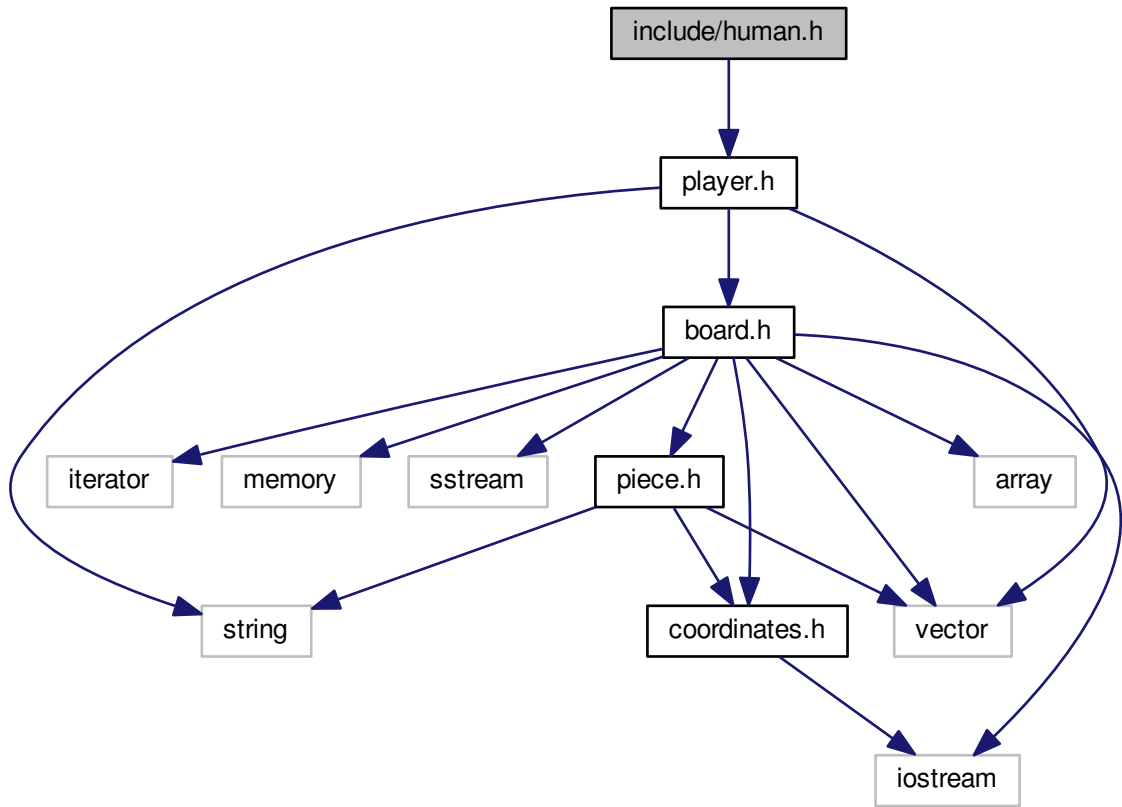 include/human.h
player.h
board.h
iterator
memory
sstream
piece.h
array
string
coordinates.h
vector
iostream